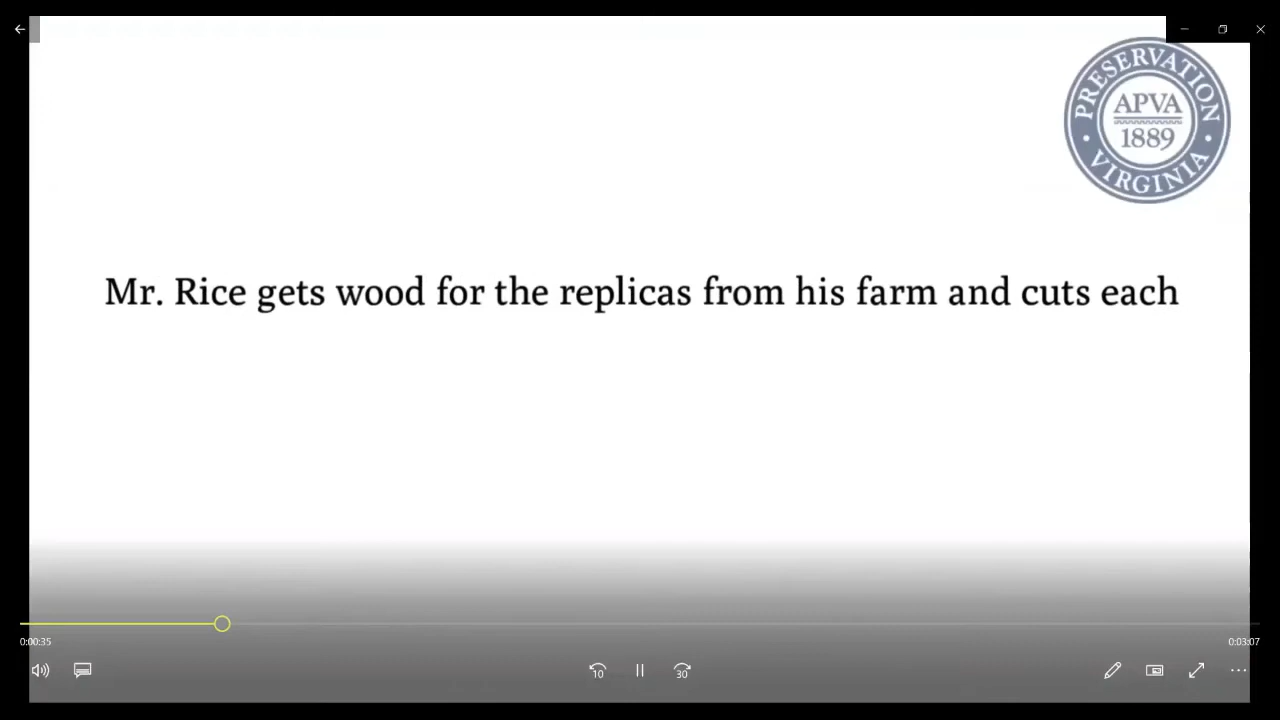 PRESERVATION
APVA
1889
VIRGINIA
Mr. Rice gets wood for the replicas from his farm and cuts each
0:00:35
0:03:07
10
30